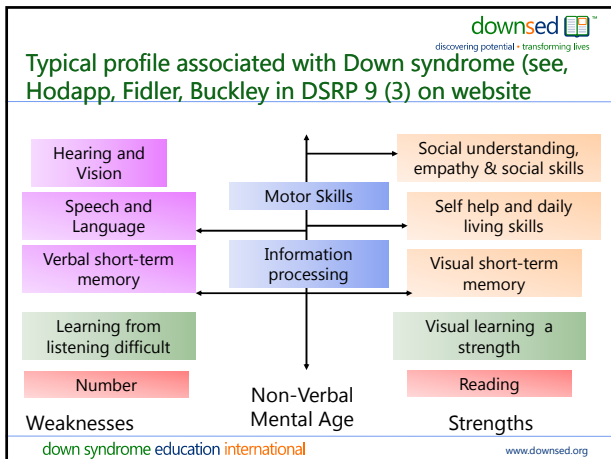 downsed
discovering potential • transforming lives
Typical profile associated with Down syndrome (see,
Hodapp, Fidler, Buckley in DSRP 9 (3) on website
Hearing and
Vision
Speech and
Language
Verbal short-term
memory
Learning from
listening difficult
Number
Weaknesses
Motor Skills
Information
processing
Non-Verbal
Mental Age
Social understanding,
empathy & social skills
Self help and daily
living skills
Visual short-term
memory
Visual learning a
strength
Reading
Strengths
down syndrome education international
www.downsed.org